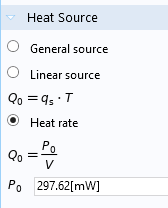 Heat Source
General source
Linear source
Q₀ = qₛ · T
Heat rate
Q₀ = P₀/V
P₀ 297.62[mW]